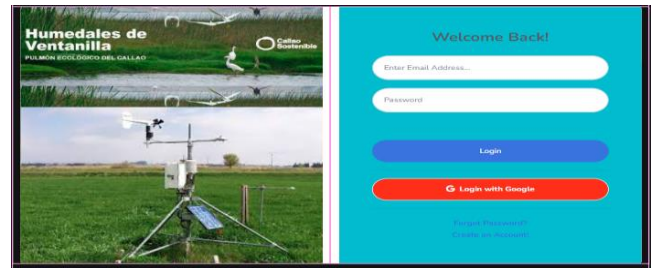 Humedales de
Ventanilla
PULMÓN ECOLÓGICO DEL CALLAO
Callao
Sostenible
Welcome Back!
Enter Email Address...
Password
Login
G Login with Google
Forgot Password?
Create an Account!